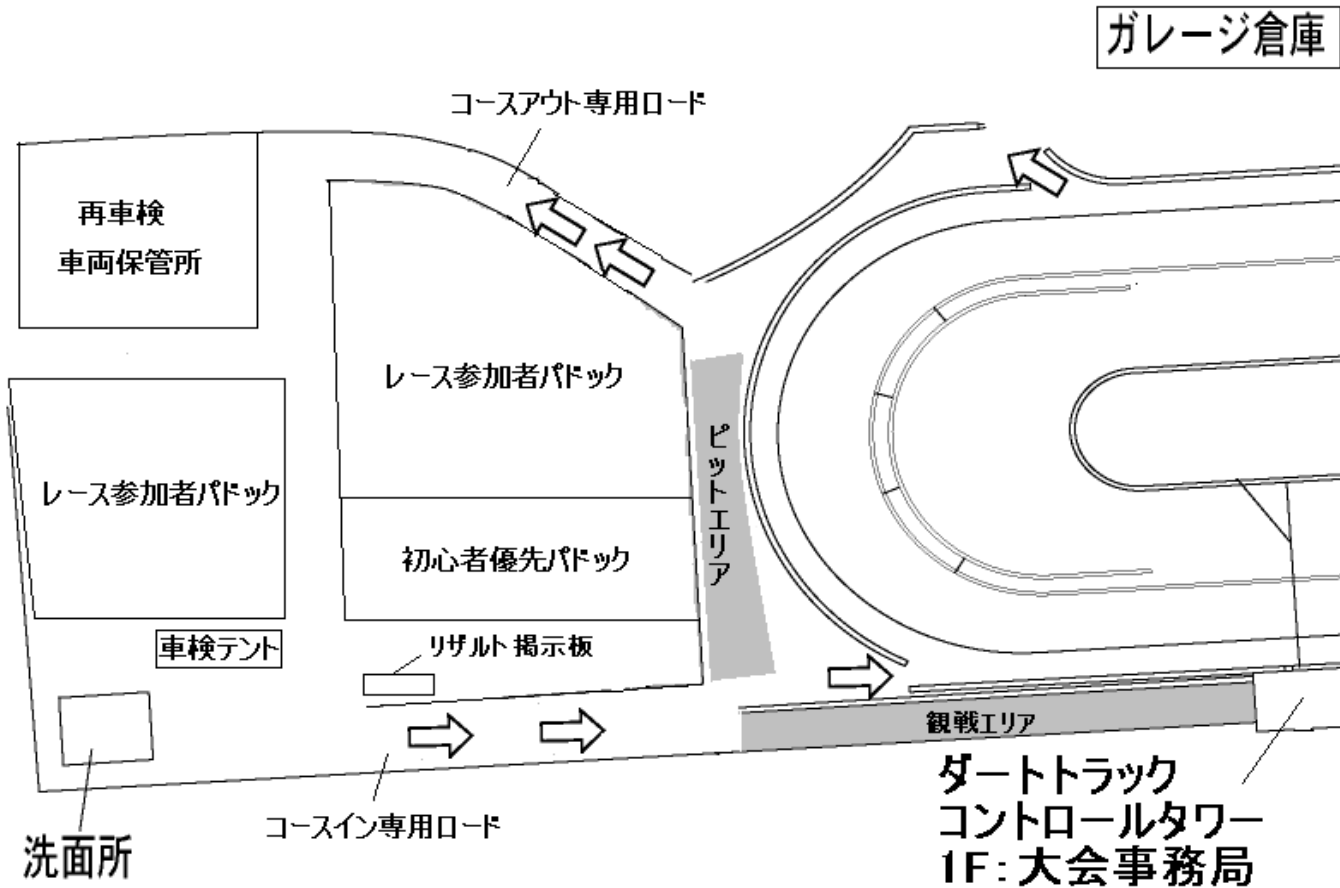 ガレージ倉庫
コースアウト専用ロード
再車検
車両保管所
レース参加者パドック
ピットエリア
レース参加者パドック
初心者優先パドック
車検テント
リザルト掲示板
観戦エリア
コースイン専用ロード
洗面所
ダートトラック
コントロールタワー
1F:大会事務局